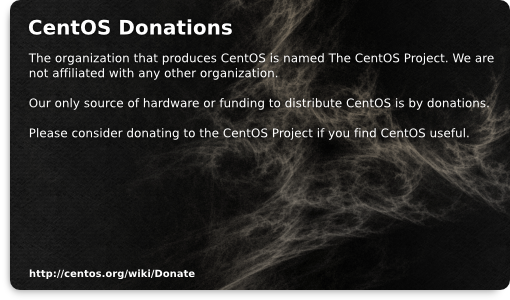 CentOS Donations
The organization that produces CentOS is named The CentOS Project. We are
not affiliated with any other organization.
Our only source of hardware or funding to distribute CentOS is by donations.
Please consider donating to the CentOS Project if you find CentOS useful.
http://centos.org/wiki/Donate